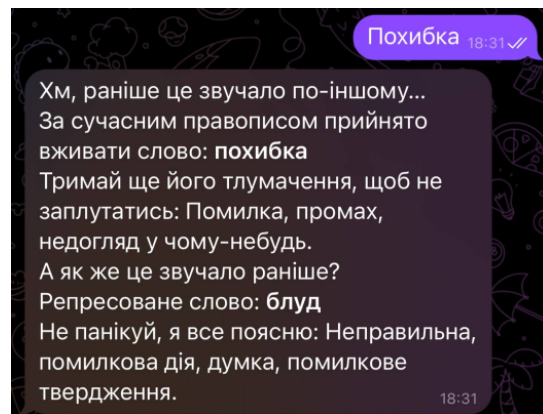 Похибка 18:31
Хм, раніше це звучало по-іншому...
За сучасним правописом прийнято
вживати слово: похибка
Тримай ще його тлумачення, щоб не
заплутатись: Помилка, промах,
недогляд у чому-небудь.
А як же це звучало раніше?
Репресоване слово: блуд
Не панікуй, я все поясню: Неправильна,
помилкова дія, думка, помилкове
твердження. 18:31